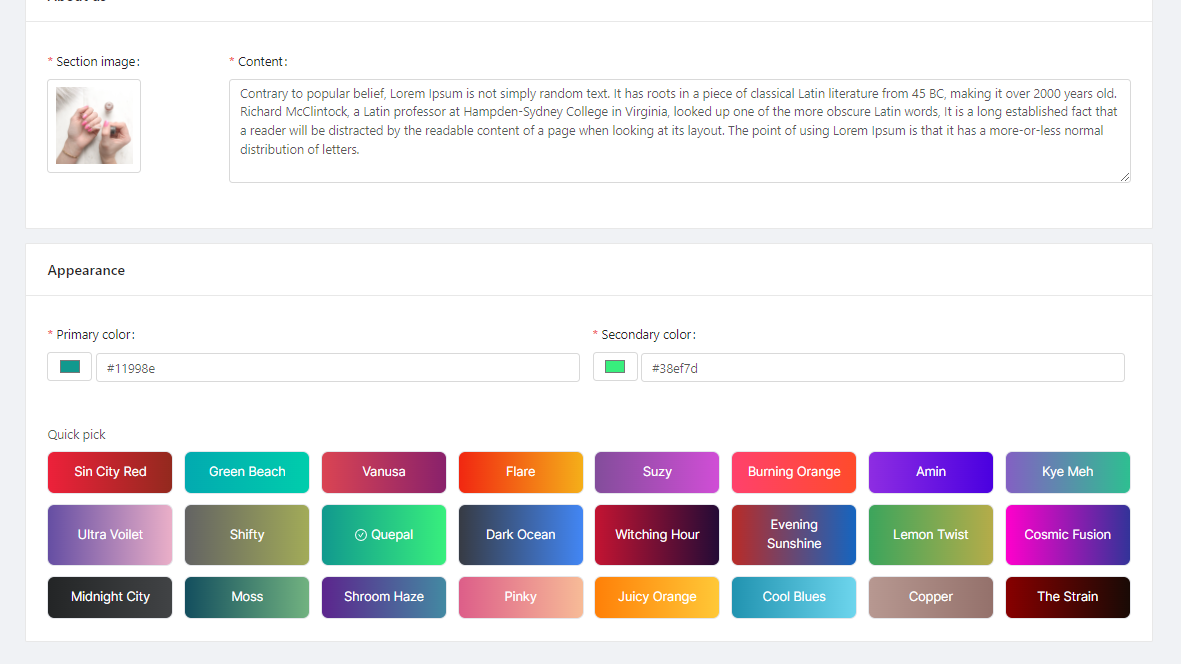 About us
* Section image:
* Content:
Contrary to popular belief, Lorem Ipsum is not simply random text. It has roots in a piece of classical Latin literature from 45 BC, making it over 2000 years old.
Richard McClintock, a Latin professor at Hampden-Sydney College in Virginia, looked up one of the more obscure Latin words, It is a long established fact that
a reader will be distracted by the readable content of a page when looking at its layout. The point of using Lorem Ipsum is that it has a more-or-less normal
distribution of letters.
Appearance
* Primary color:
* Secondary color:
#11998e
#38ef7d
Quick pick
Sin City Red
Green Beach
Vanusa
Flare
Suzy
Burning Orange
Amin
Kye Meh
Ultra Voilet
Shifty
Quepal
Dark Ocean
Witching Hour
Evening
Sunshine
Lemon Twist
Cosmic Fusion
Midnight City
Moss
Shroom Haze
Pinky
Juicy Orange
Cool Blues
Copper
The Strain